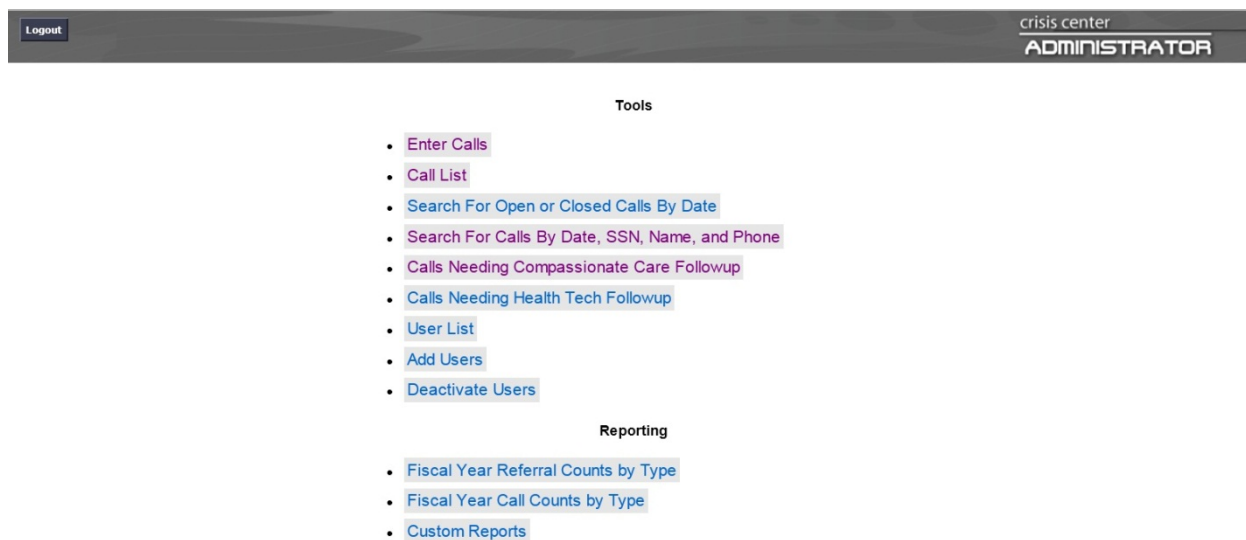 Logout
crisis center
ADMINISTRATOR
Tools
Enter Calls
Call List
Search For Open or Closed Calls By Date
Search For Calls By Date, SSN, Name, and Phone
Calls Needing Compassionate Care Followup
Calls Needing Health Tech Followup
User List
Add Users
Deactivate Users
Reporting
Fiscal Year Referral Counts by Type
Fiscal Year Call Counts by Type
Custom Reports